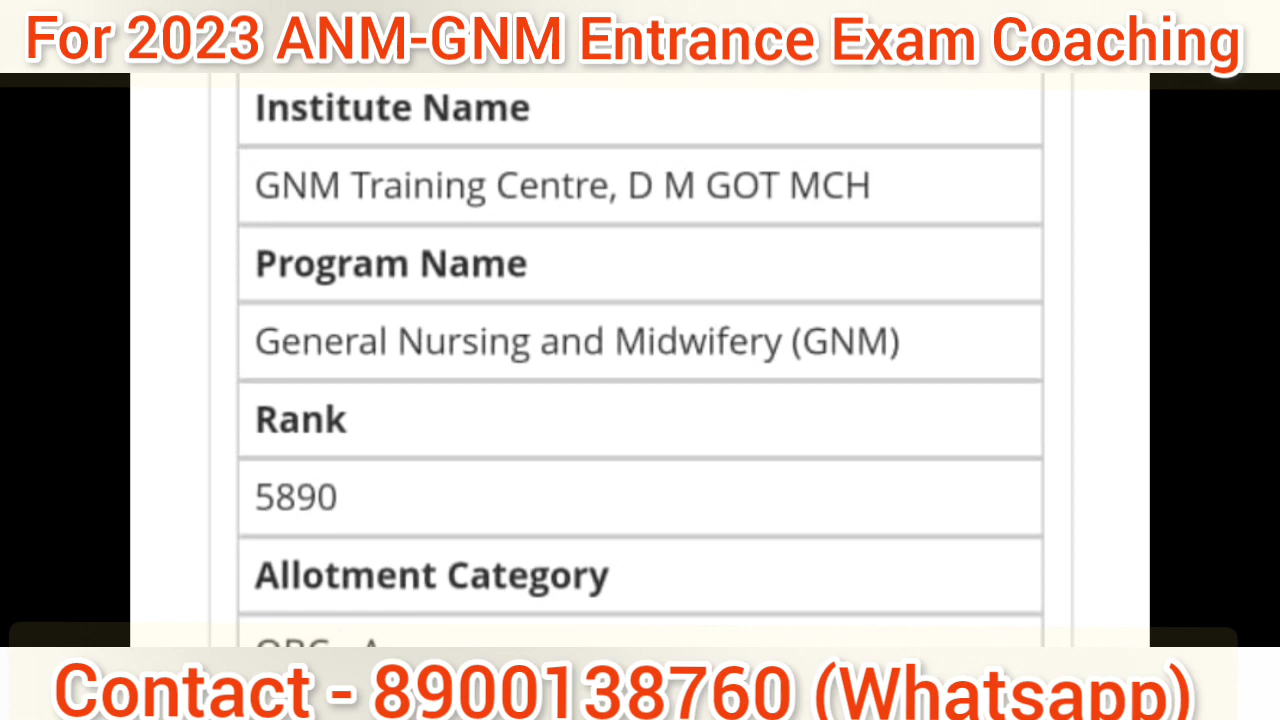 For 2023 ANM-GNM Entrance Exam Coaching
Institute Name
GNM Training Centre, D M GOT MCH
Program Name
General Nursing and Midwifery (GNM)
Rank
5890
Allotment Category
Contact - 8900138760 (Whatsapp)